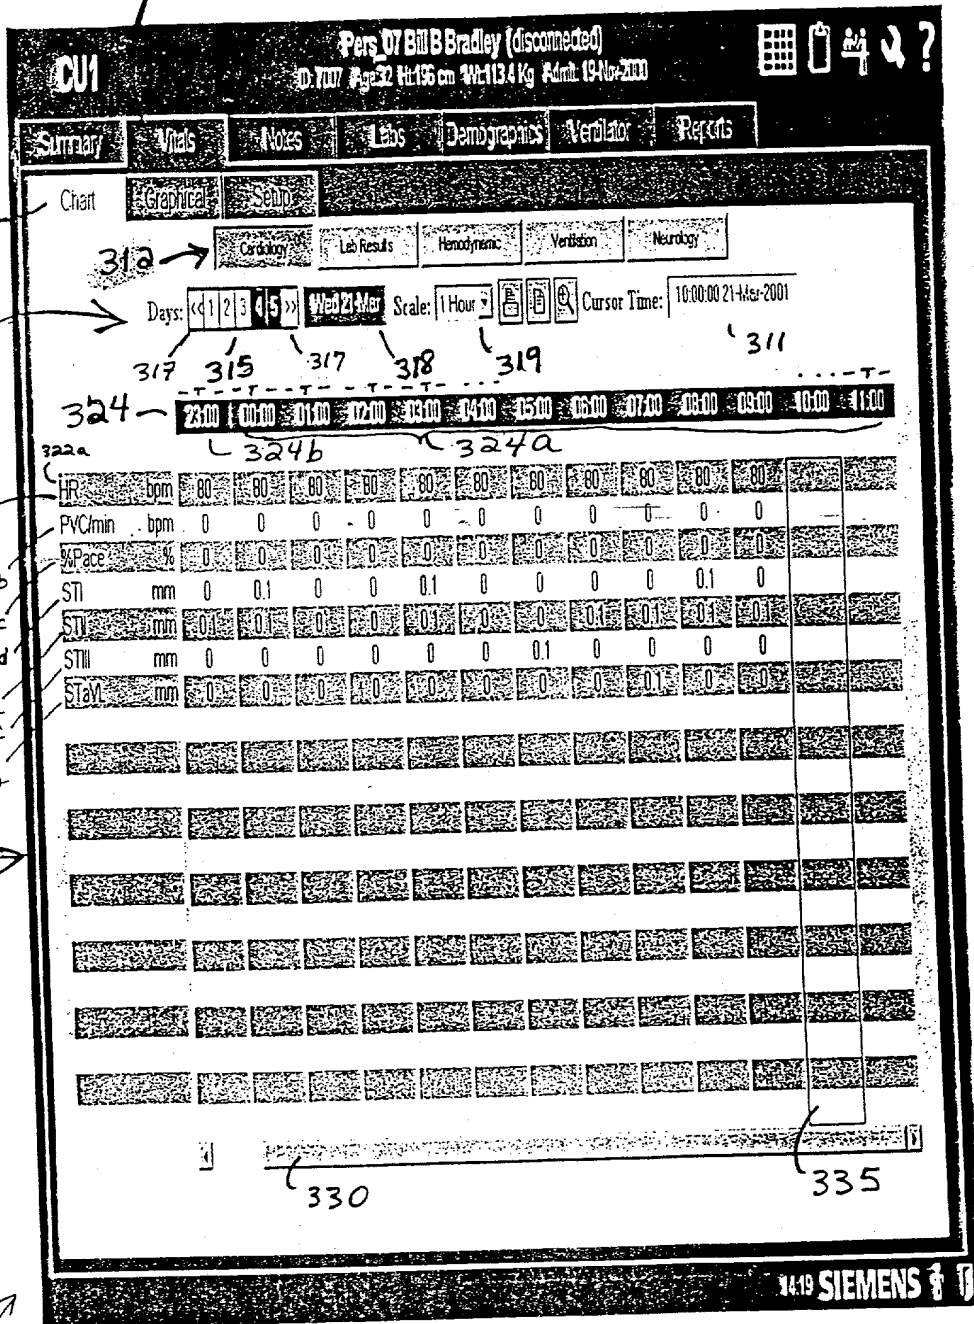 CU1
Pers_07 Bill B Bradley (disconnected)
ID: 7007 Age:32 Ht:196 cm Wt:113.4 Kg Admit: 19-Nov-2000
?
Summary Vitals Notes Labs Demographics Ventilator Reports
Chart Graphical Setup
312 Cardiology Lab Results Hemodynamic Ventilation Neurology
Days: << 1 2 3 4 5 >> Wed 21-Mar Scale: 1 Hour Cursor Time: 10:00:00 21-Mar-2001
317 315 317 318 319 311
324 23:00 00:00 01:00 02:00 03:00 04:00 05:00 06:00 07:00 08:00 09:00 10:00 11:00
324b 324a
322a
HR bpm 80 80 80 80 80 80 80 80 80 80 80
PVC/min bpm 0 0 0 0 0 0 0 0 0 0 0
%Pace % 0 0 0 0 0 0 0 0 0 0 0
STI mm 0 0.1 0 0 0.1 0 0 0 0 0.1 0
STII mm 0.1 0.1 0 0 0.1 0 0 0.1 0.1 0.1 0.1
STIII mm 0 0 0 0 0 0 0.1 0 0 0 0
STaVL mm 0 0 0 0 0 0 0 0 0.1 0 0
330
335
14:19 SIEMENS